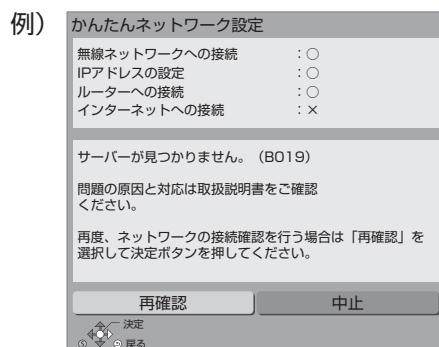 例）
かんたんネットワーク設定
無線ネットワークへの接続　：○
IPアドレスの設定　：○
ルーターへの接続　：○
インターネットへの接続　：×
サーバーが見つかりません。（B019）
問題の原因と対応は取扱説明書をご確認
ください。
再度、ネットワークの接続確認を行う場合は「再確認」を
選択して決定ボタンを押してください。
再確認　中止
決定
S 戻る